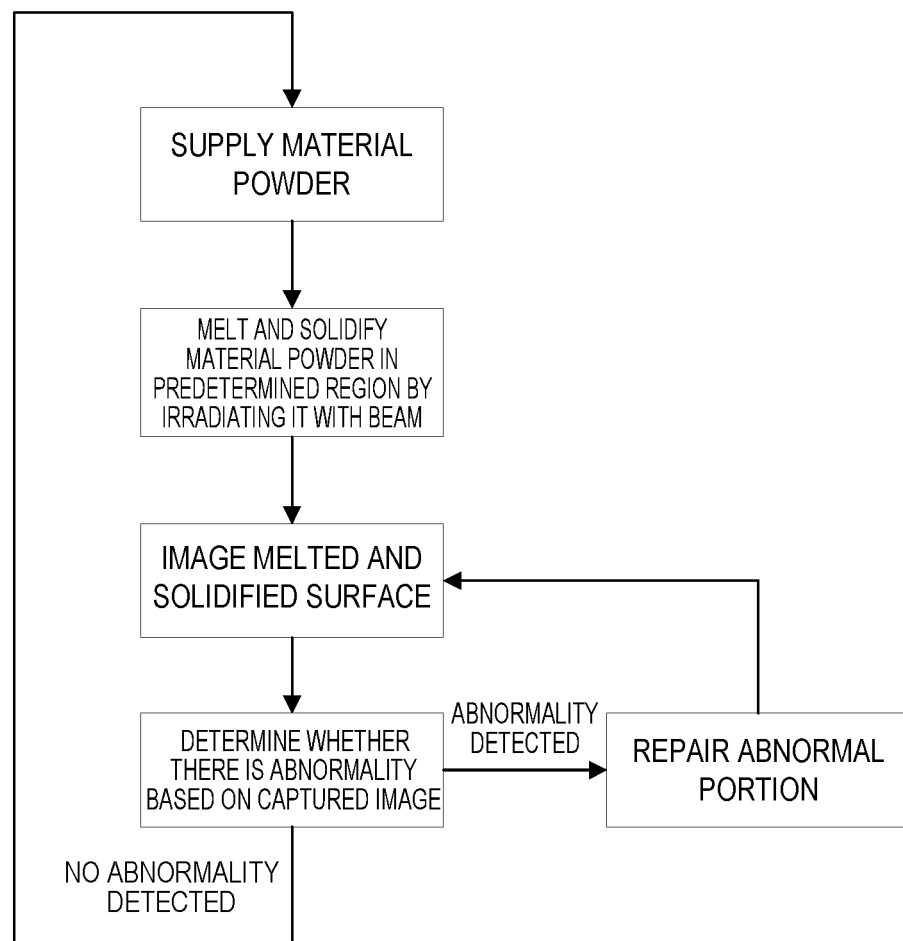 SUPPLY MATERIAL
POWDER
MELT AND SOLIDIFY
MATERIAL POWDER IN
PREDETERMINED REGION BY
IRRADIATING IT WITH BEAM
IMAGE MELTED AND
SOLIDIFIED SURFACE
DETERMINE WHETHER
THERE IS ABNORMALITY
BASED ON CAPTURED IMAGE
ABNORMALITY
DETECTED
REPAIR ABNORMAL
PORTION
NO ABNORMALITY
DETECTED